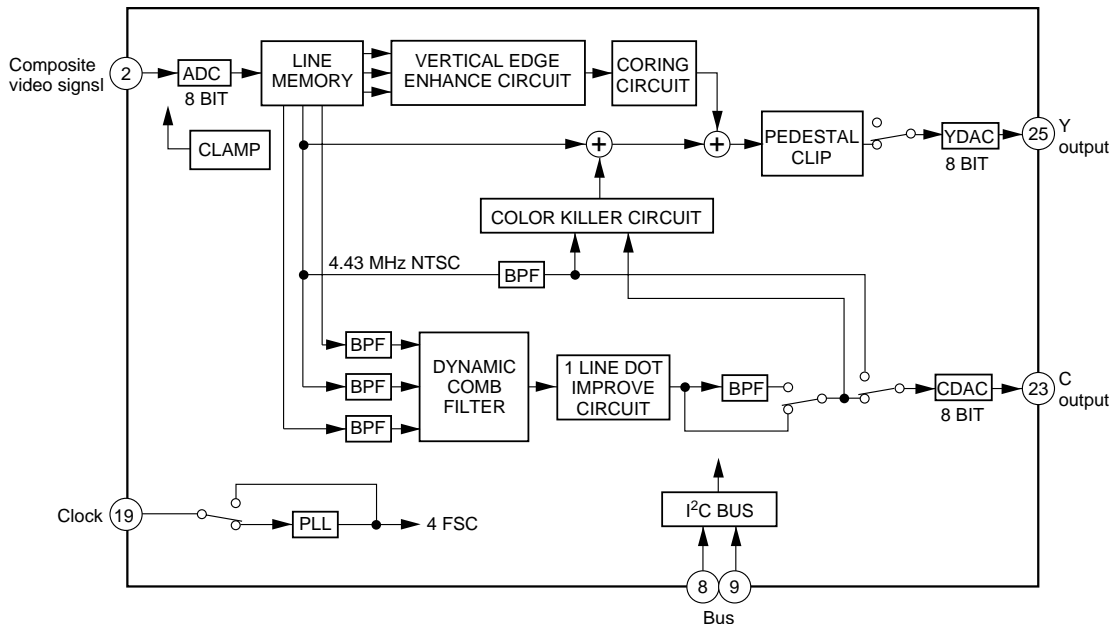 Composite
video signsl
2
ADC
8 BIT
CLAMP
LINE
MEMORY
VERTICAL EDGE
ENHANCE CIRCUIT
CORING
CIRCUIT
+
+
PEDESTAL
CLIP
YDAC
8 BIT
25
Y
output
COLOR KILLER CIRCUIT
4.43 MHz NTSC
BPF
BPF
BPF
BPF
DYNAMIC
COMB
FILTER
1 LINE DOT
IMPROVE
CIRCUIT
BPF
CDAC
8 BIT
23
C
output
Clock
19
PLL
4 FSC
I²C BUS
8
9
Bus